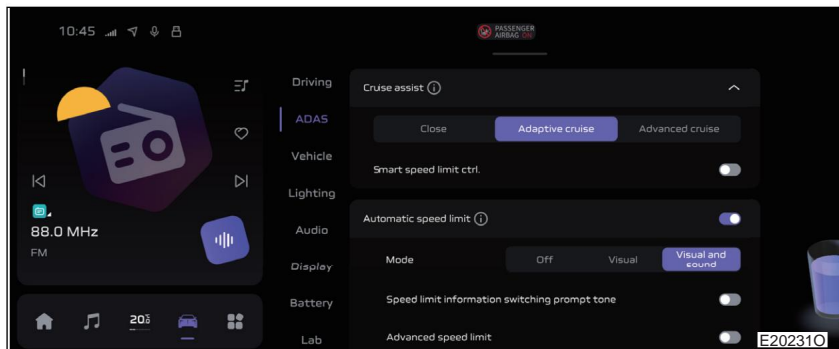 10:45
PASSENGER
AIRBAG ON
88.0 MHz
FM
20.5
Driving
ADAS
Vehicle
Lighting
Audio
Display
Battery
Lab
Cruise assist
Close Adaptive cruise Advanced cruise
Smart speed limit ctrl.
Automatic speed limit
Mode Off Visual Visual and
sound
Speed limit information switching prompt tone
Advanced speed limit
E20231O